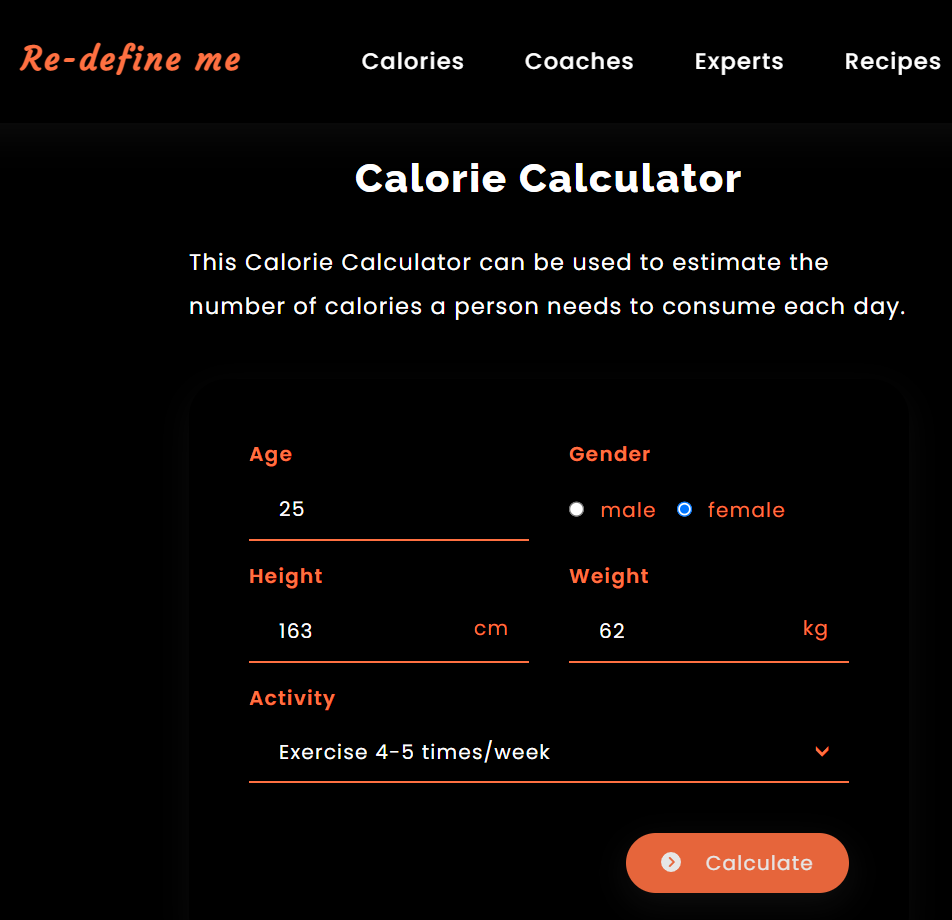 Re-define me
Calories Coaches Experts Recipes
Calorie Calculator
This Calorie Calculator can be used to estimate the
number of calories a person needs to consume each day.
Age Gender
25 male female
Height Weight
163 cm 62 kg
Activity
Exercise 4-5 times/week
Calculate